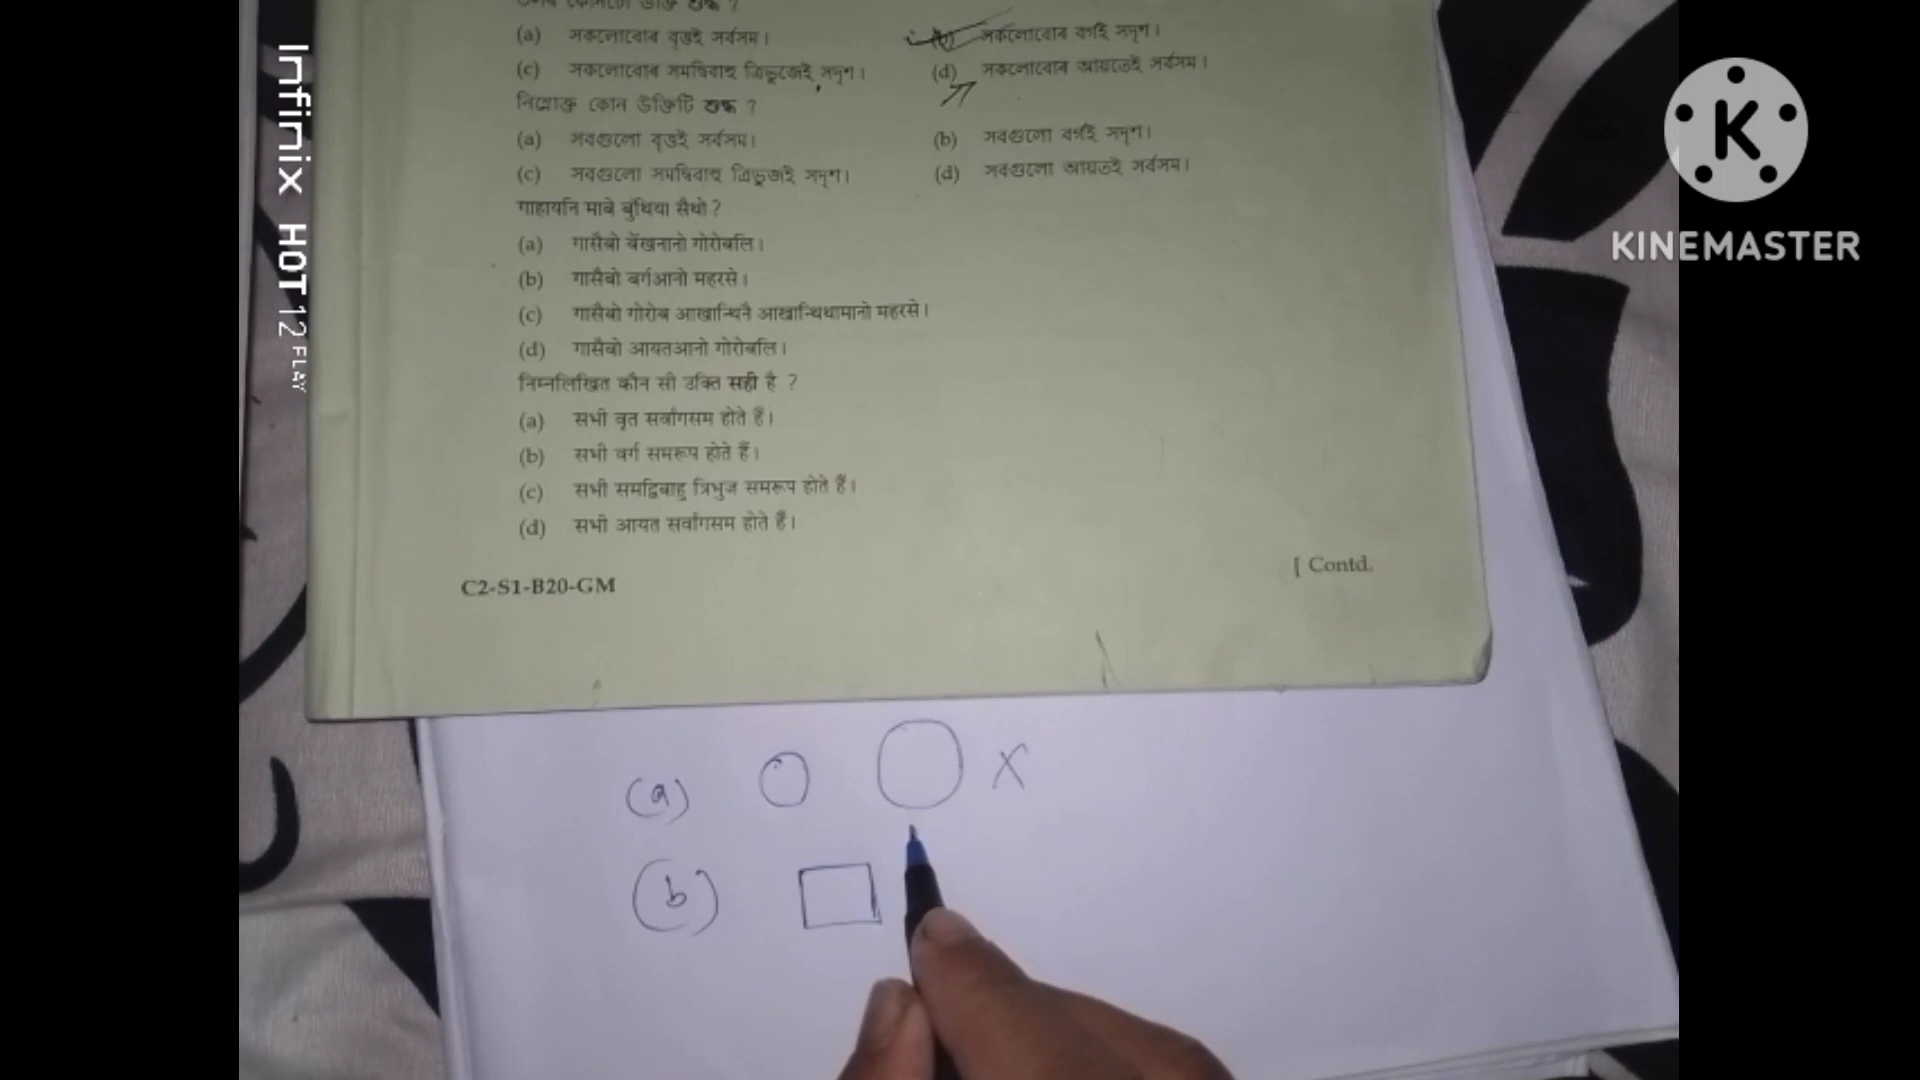 (a) সকলোবোৰ বৃত্তই সৰ্বসম।
সকলোবোৰ বৰ্গই সদৃশ।
(c) সকলোবোৰ সমদ্বিবাহু ত্ৰিভুজেই সদৃশ।
(d) সকলোবোৰ আয়তেই সৰ্বসম।
নিম্নোক্ত কোন উক্তিটি শুদ্ধ ?
(a) সবগুলো বৃত্তই সর্বসম।
(b) সবগুলো বর্গই সদৃশ।
(c) সবগুলো সমদ্বিবাহু ত্রিভুজই সদৃশ।
(d) সবগুলো আয়তই সর্বসম।
गाहायनि माबे बुंथिया सैथो ?
(a) गासैबो बेंखनानो गोरोबलि।
(b) गासैबो बर्गआनो महरसे।
(c) गासैबो गोरोब आखान्थिनै आखान्थिथामानो महरसे।
(d) गासैबो आयतआनो गोरोबलि।
निम्नलिखित कौन सी उक्ति सही है ?
(a) सभी वृत सर्वांगसम होते हैं।
(b) सभी वर्ग समरूप होते हैं।
(c) सभी समद्विबाहु त्रिभुज समरूप होते हैं।
(d) सभी आयत सर्वांगसम होते हैं।
C2-S1-B20-GM
[ Contd.
(a) X
(b)
Infinix HOT 12 PLAY
K
KINEMASTER